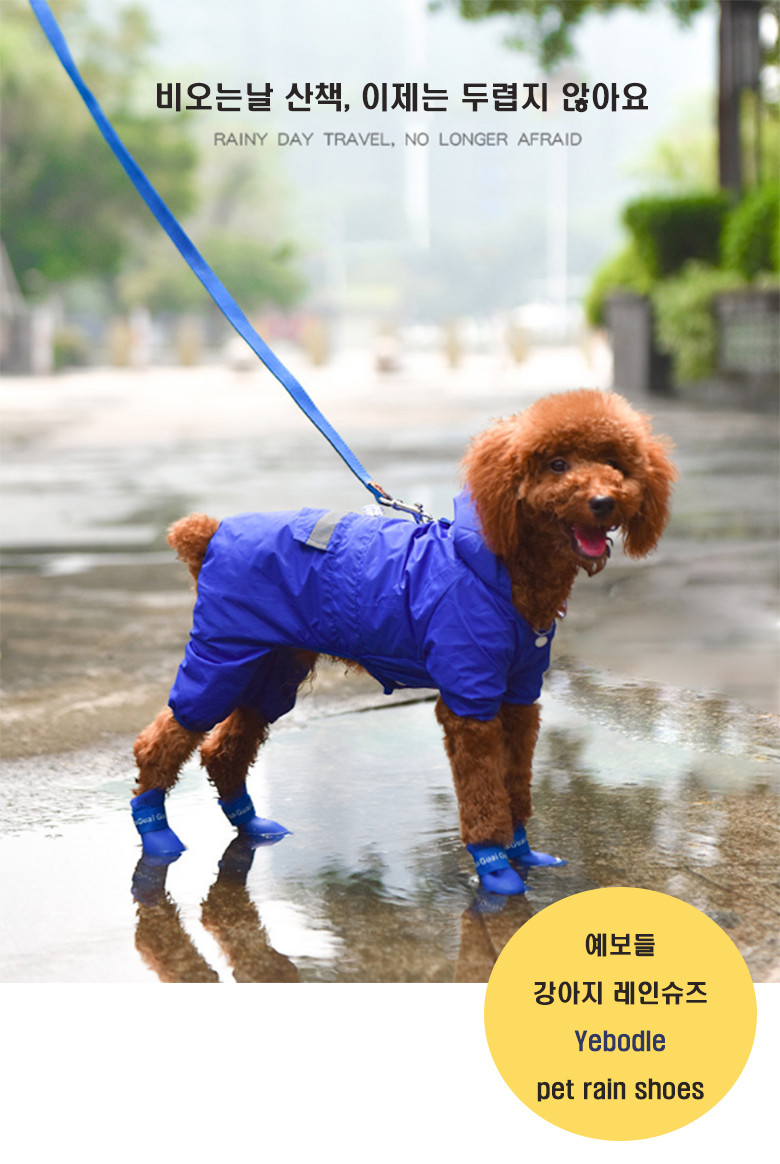 비오는날 산책, 이제는 두렵지 않아요
RAINY DAY TRAVEL, NO LONGER AFRAID
예보들
강아지 레인슈즈
Yebodle
pet rain shoes